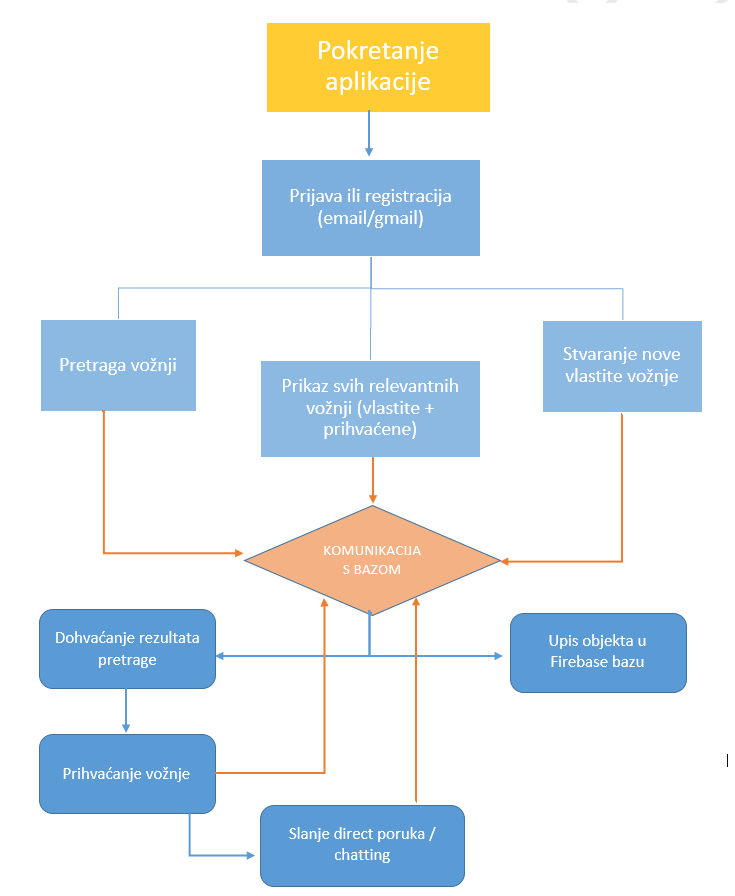 Pokretanje
aplikacije
Prijava ili registracija
(email/gmail)
Pretraga vožnji
Prikaz svih relevantnih
vožnji (vlastite +
prihvaćene)
Stvaranje nove
vlastite vožnje
KOMUNIKACIJA
S BAZOM
Dohvaćanje rezultata
pretrage
Upis objekta u
Firebase bazu
Prihvaćanje vožnje
Slanje direct poruka /
chatting